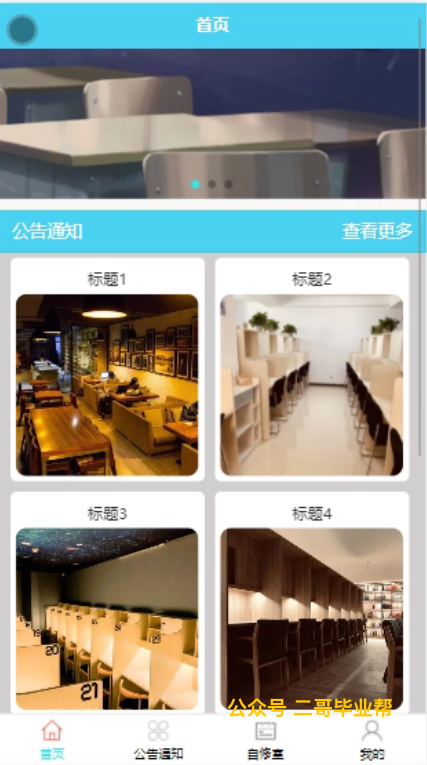 首页
公告通知 查看更多
标题1 标题2
标题3 标题4
20
21
公众号 二哥毕业帮
首页 公告通知 自修室 我的